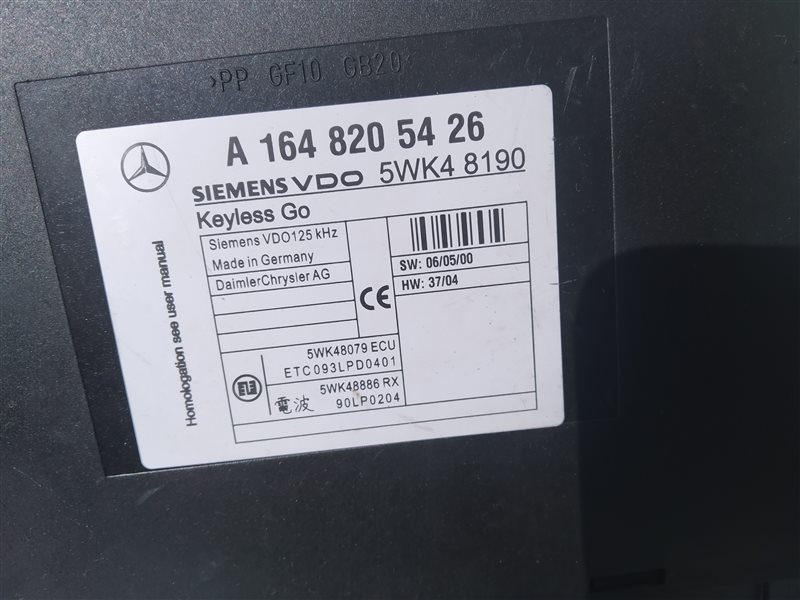 >PP GF10 GB20<
A 164 820 54 26
SIEMENS VDO 5WK4 8190
Keyless Go
Siemens VDO125 kHz
Made in Germany
DaimlerChrysler AG
CE
SW: 06/05/00
HW: 37/04
5WK48079 ECU
ETC093LPD0401
5WK48886 RX
電波 90LP0204
Homologation see user manual